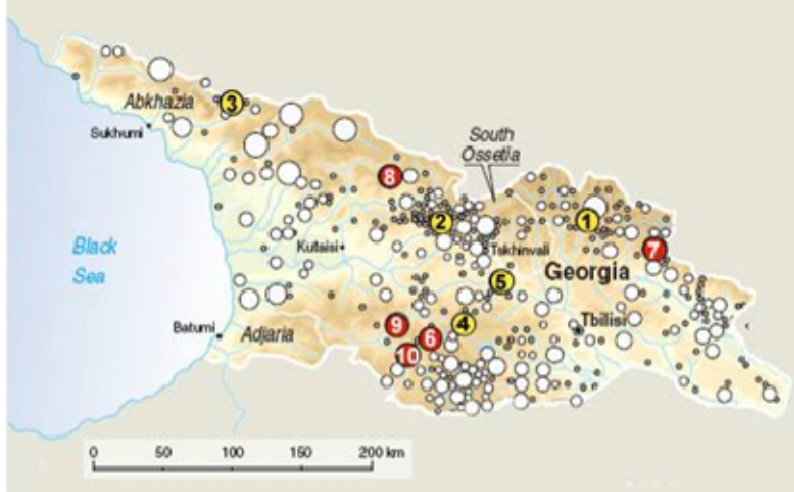 Abkhazia
3
Sukhumi
South
Ossetia
8
1
2
Black
Sea
Kutaisi
Tskhinvali
7
Georgia
5
9
4
Tbilisi
Batumi
Adjaria
6
10
0 50 100 150 200 km